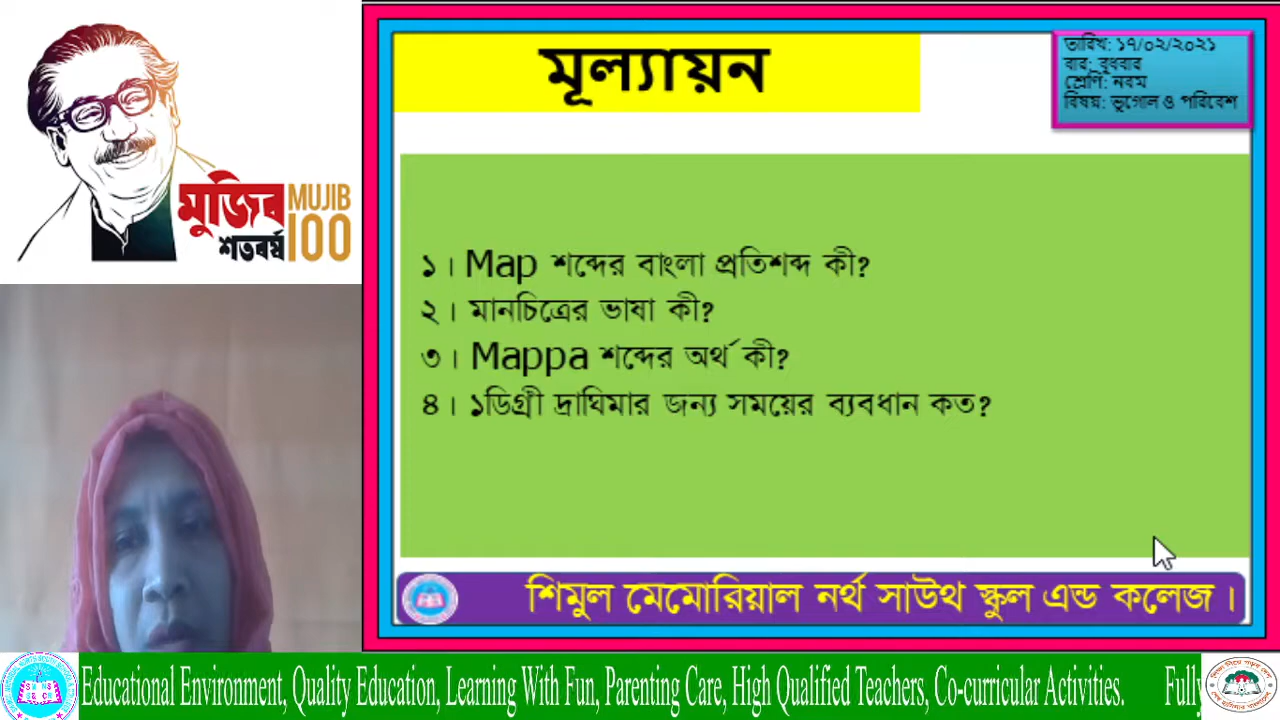 মুজিব
শতবর্ষ
MUJIB
100
মূল্যায়ন
তারিখ: ১৭/০২/২০২১
বার: বুধবার
শ্রেণি: নবম
বিষয়: ভূগোল ও পরিবেশ
১। Map শব্দের বাংলা প্রতিশব্দ কী?
২। মানচিত্রের ভাষা কী?
৩। Mappa শব্দের অর্থ কী?
৪। ১ডিগ্রী দ্রাঘিমার জন্য সময়ের ব্যবধান কত?
শিমুল মেমোরিয়াল নর্থ সাউথ স্কুল এন্ড কলেজ।
Educational Environment, Quality Education, Learning With Fun, Parenting Care, High Qualified Teachers, Co-curricular Activities. Fully